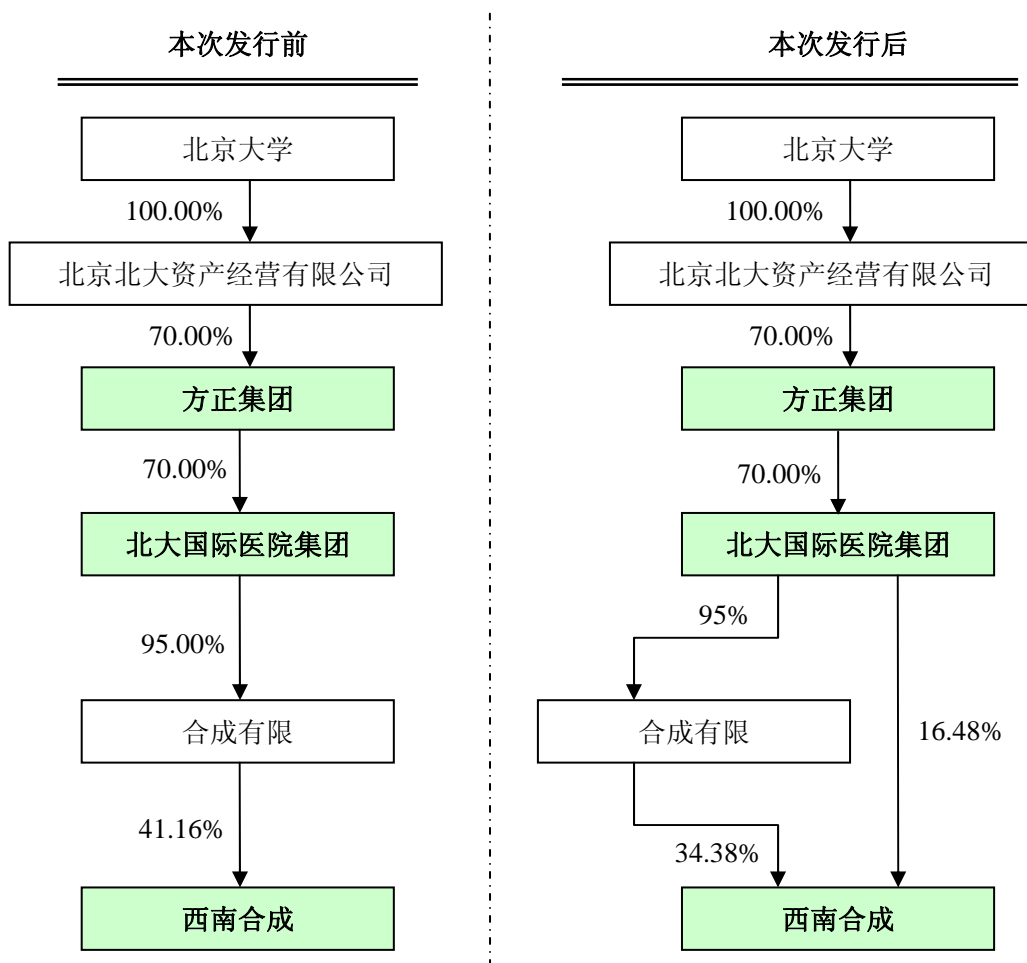 本次发行前
北京大学
100.00%
北京北大资产经营有限公司
70.00%
方正集团
70.00%
北大国际医院集团
95.00%
合成有限
41.16%
西南合成
本次发行后
北京大学
100.00%
北京北大资产经营有限公司
70.00%
方正集团
70.00%
北大国际医院集团
95%
合成有限
16.48%
34.38%
西南合成